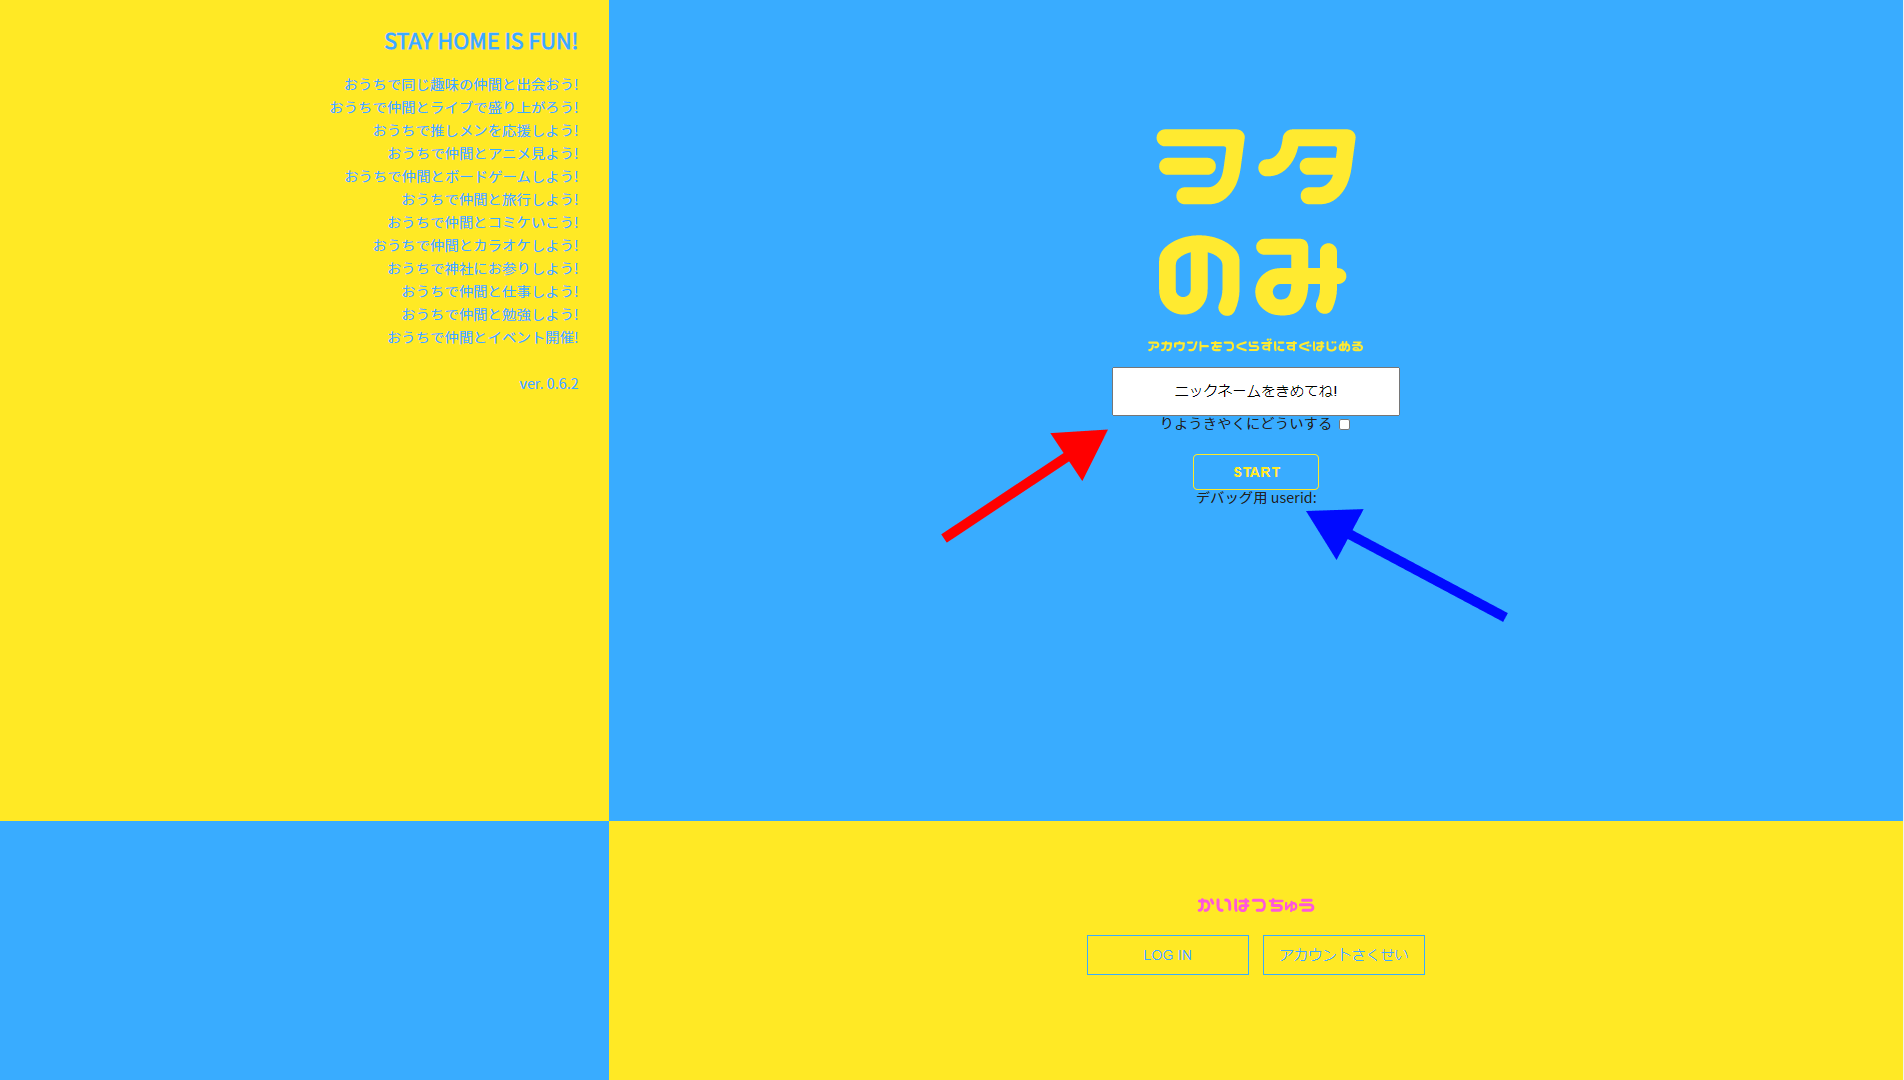 STAY HOME IS FUN!
おうちで同じ趣味の仲間と出会おう!
おうちで仲間とライブで盛り上がろう!
おうちで推しメンを応援しよう!
おうちで仲間とアニメ見よう!
おうちで仲間とボードゲームしよう!
おうちで仲間と旅行しよう!
おうちで仲間とコミケいこう!
おうちで仲間とカラオケしよう!
おうちで神社にお参りしよう!
おうちで仲間と仕事しよう!
おうちで仲間と勉強しよう!
おうちで仲間とイベント開催!
ver. 0.6.2
ヲタ
のみ
アカウントをつくらずにすぐはじめる
ニックネームをきめてね!
りようきやくにどういする
START
デバッグ用 userid:
かいはつちゅう
LOG IN アカウントさくせい